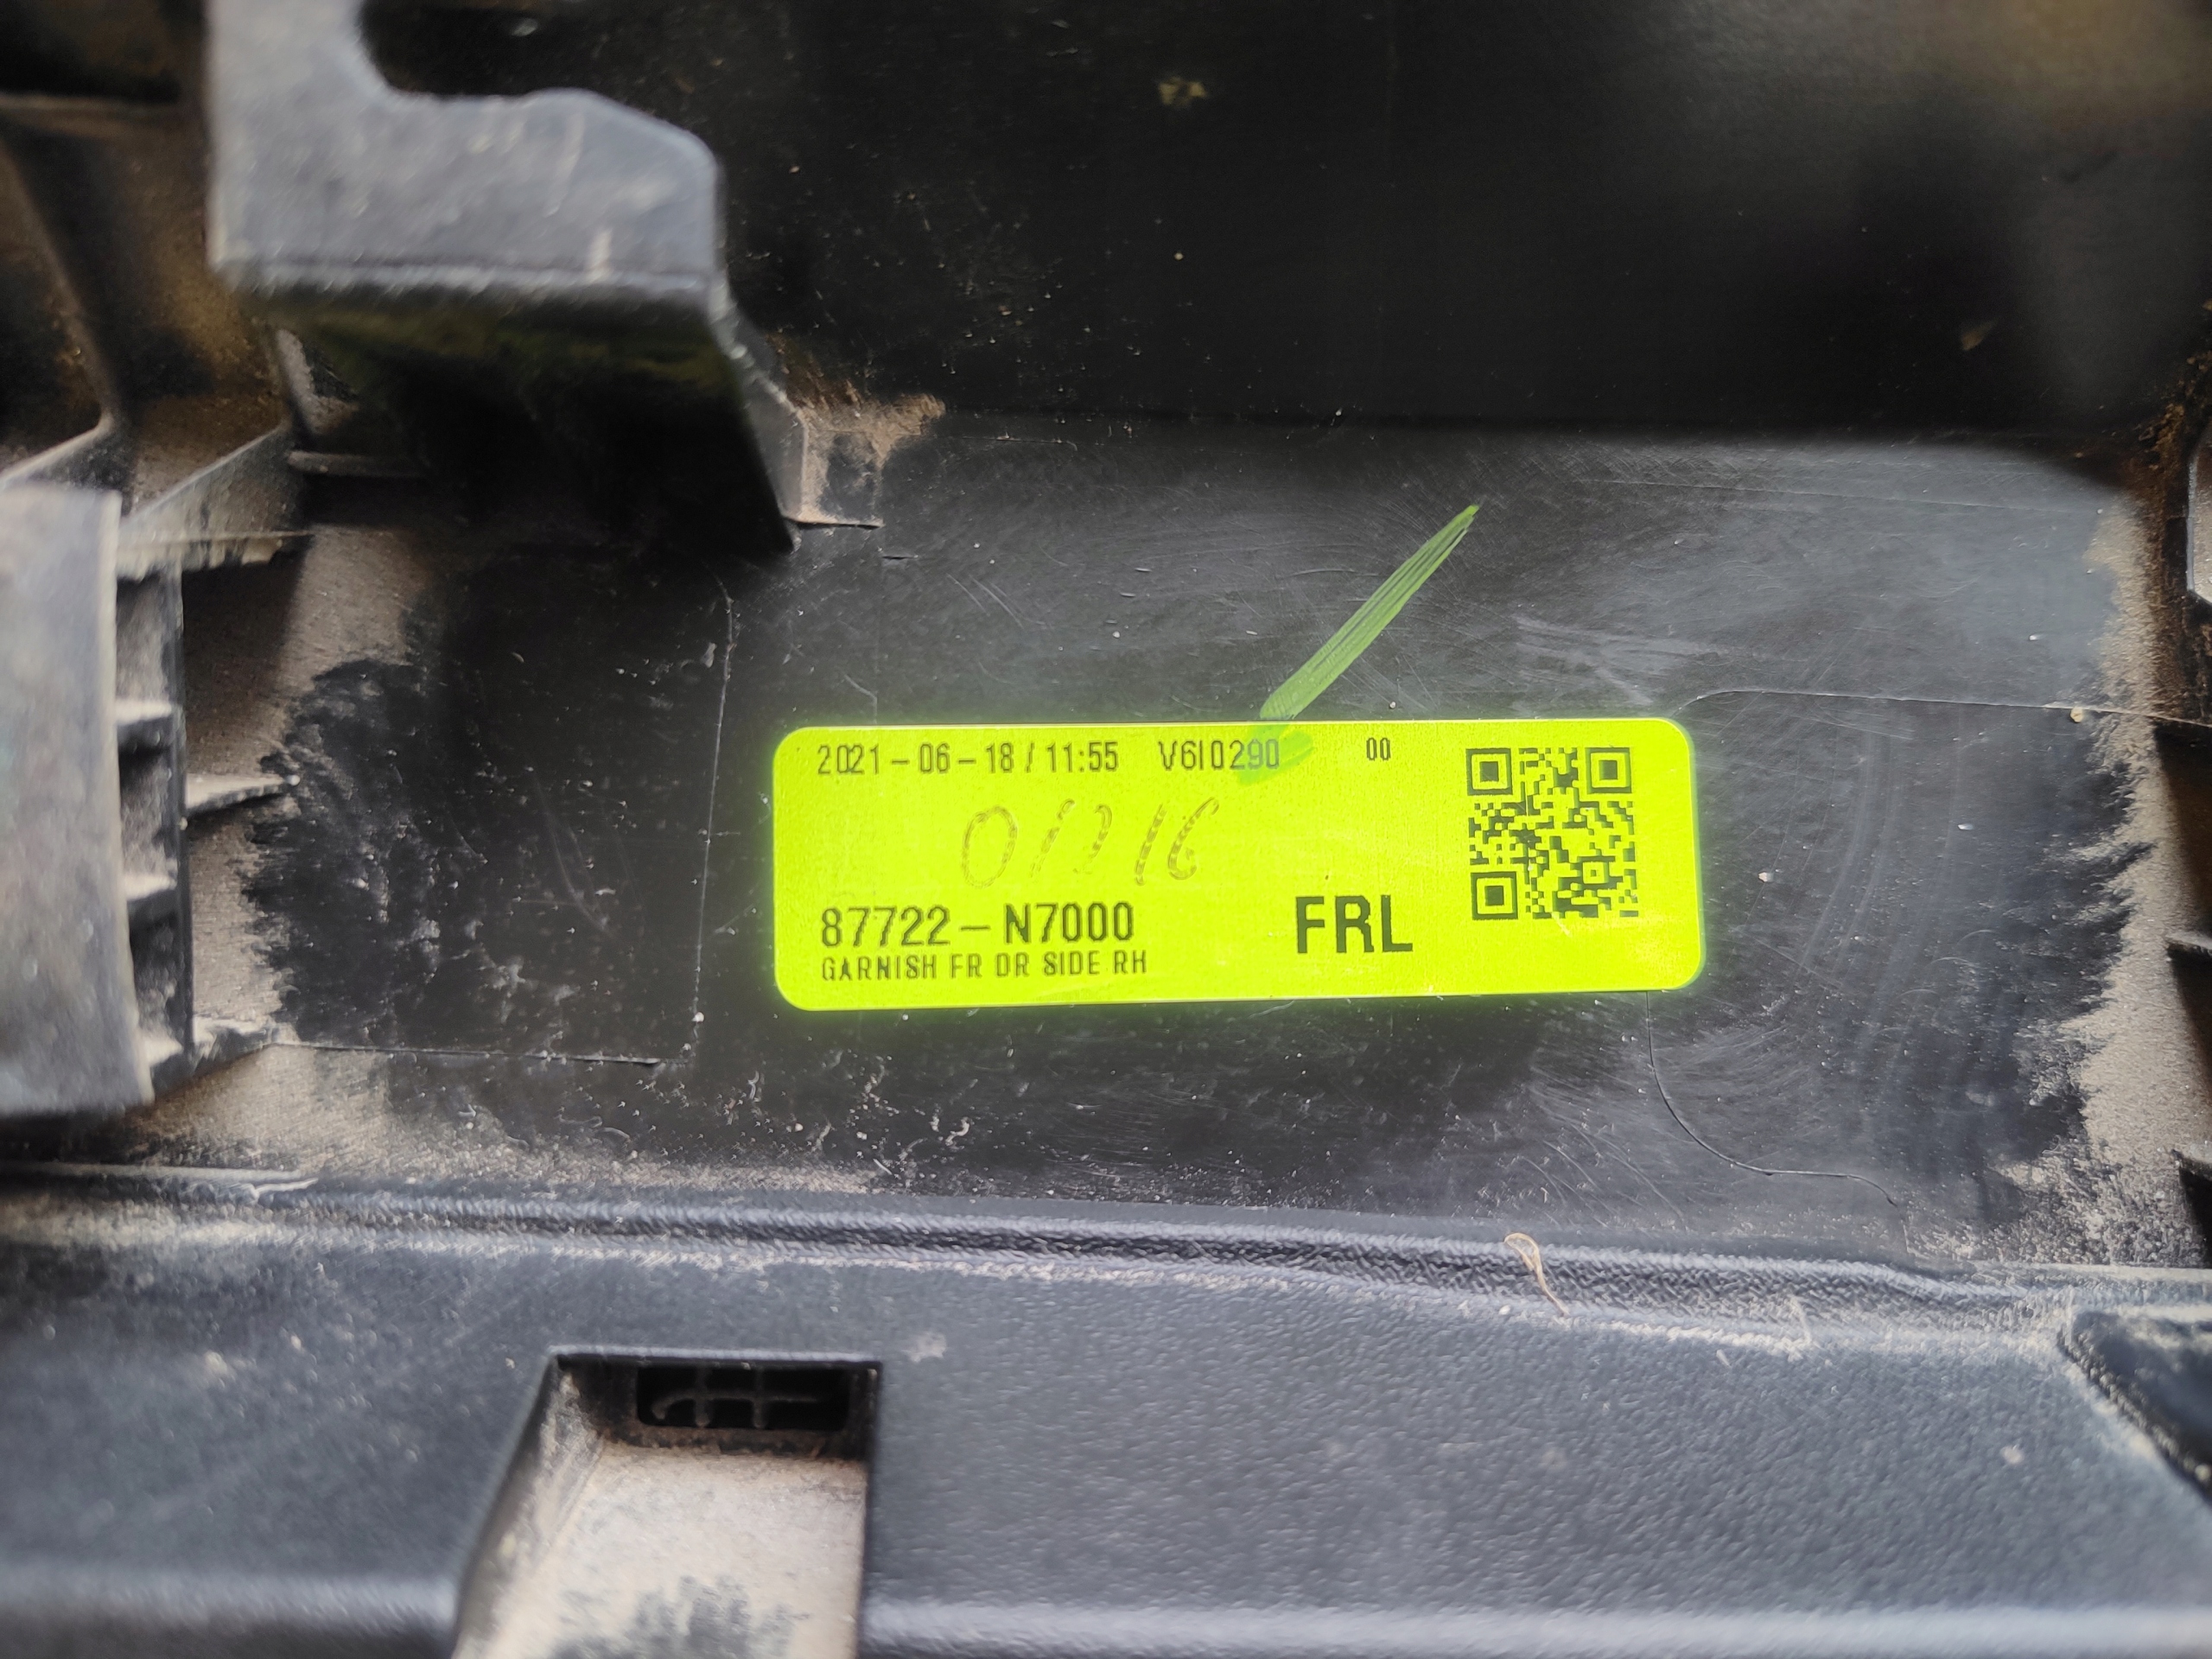 2021-06-18 / 11:55 V6I0290 00
87722-N7000 FRL
GARNISH FR DR SIDE RH